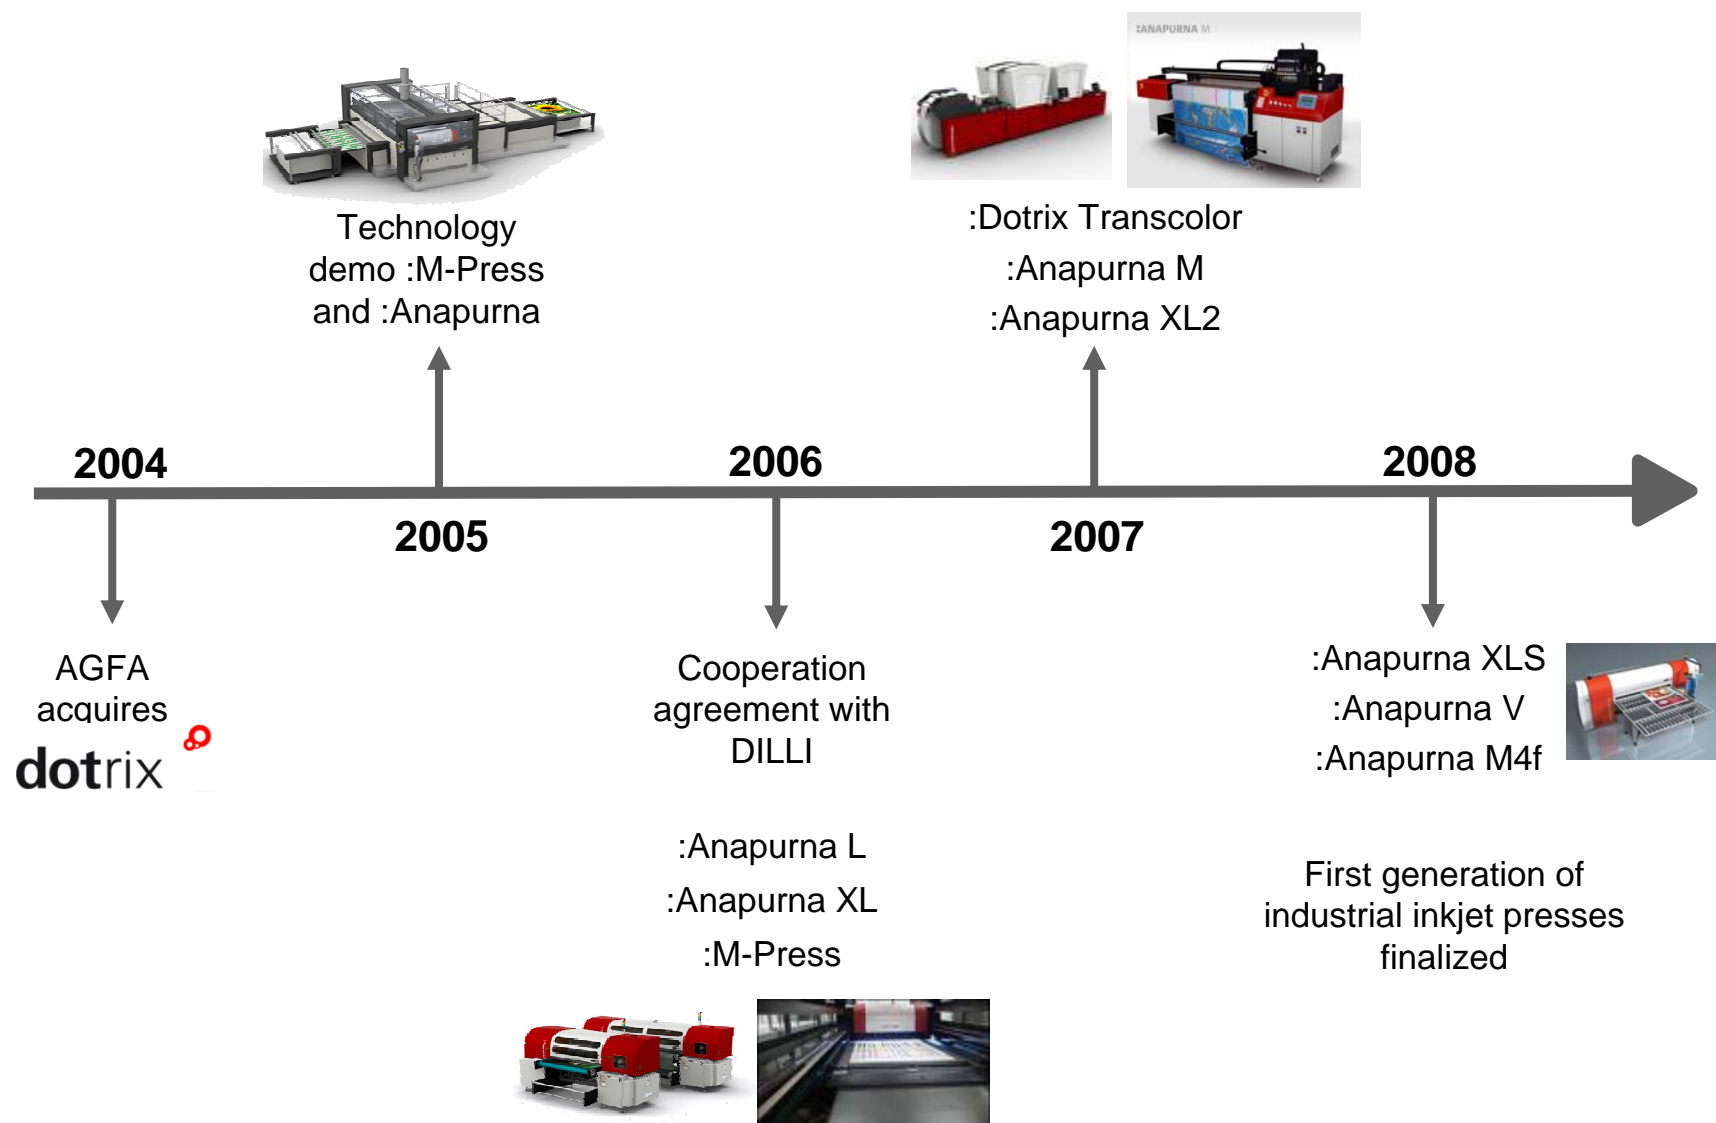 :ANAPURNA M
Technology
demo :M-Press
and :Anapurna
:Dotrix Transcolor
:Anapurna M
:Anapurna XL2
2004
2006
2008
2005
2007
AGFA
acquires
dotrix
Cooperation
agreement with
DILLI
:Anapurna L
:Anapurna XL
:M-Press
:Anapurna XLS
:Anapurna V
:Anapurna M4f
First generation of
industrial inkjet presses
finalized